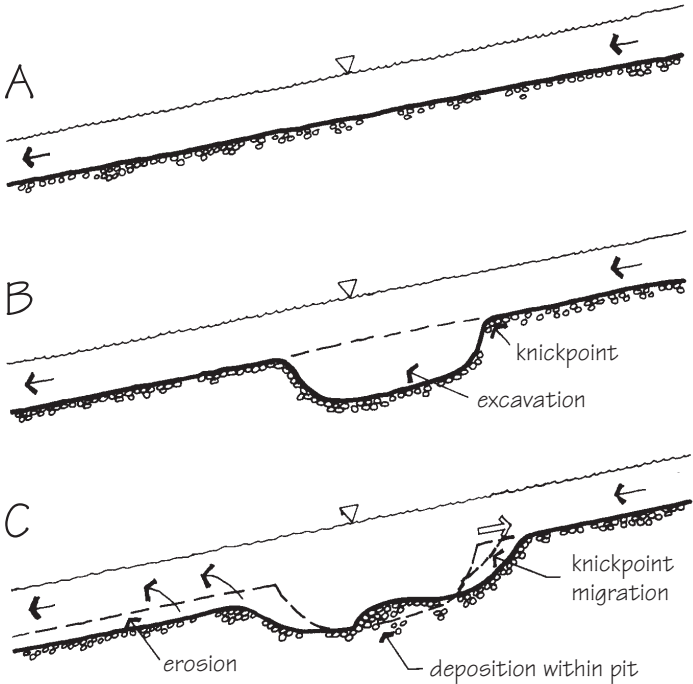 A
B
knickpoint
excavation
C
knickpoint
migration
erosion
deposition within pit